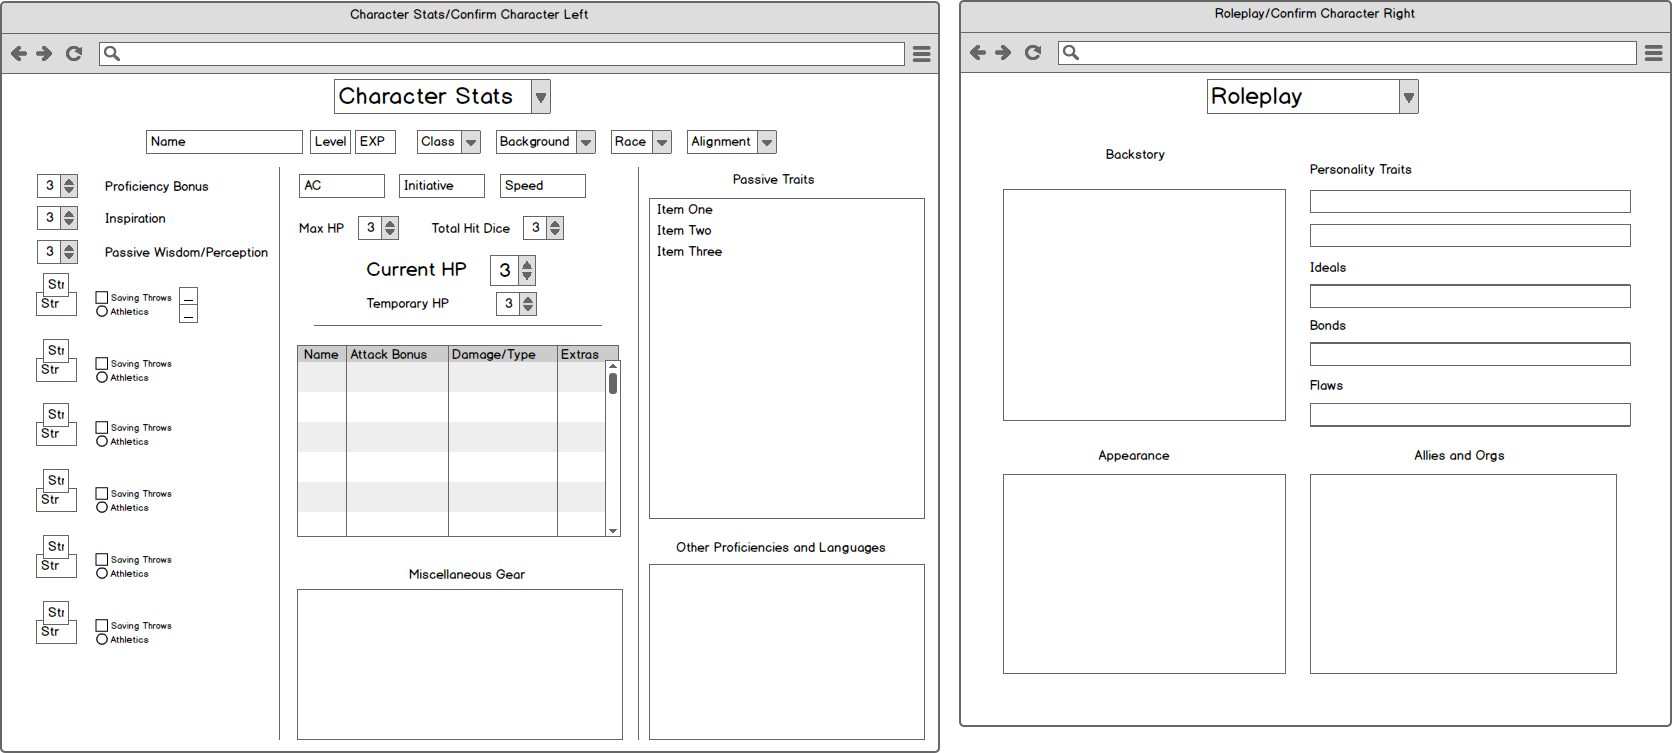 Character Stats/Confirm Character Left
Character Stats
Name Level EXP Class Background Race Alignment
3 Proficiency Bonus
3 Inspiration
3 Passive Wisdom/Perception
Str
Str
Saving Throws _
Athletics _
Str
Str
Saving Throws
Athletics
Str
Str
Saving Throws
Athletics
Str
Str
Saving Throws
Athletics
Str
Str
Saving Throws
Athletics
Str
Str
Saving Throws
Athletics
AC Initiative Speed
Max HP 3 Total Hit Dice 3
Current HP 3
Temporary HP 3
Name Attack Bonus Damage/Type Extras
Miscellaneous Gear
Passive Traits
Item One
Item Two
Item Three
Other Proficiencies and Languages
Roleplay/Confirm Character Right
Roleplay
Backstory
Personality Traits
Ideals
Bonds
Flaws
Appearance
Allies and Orgs